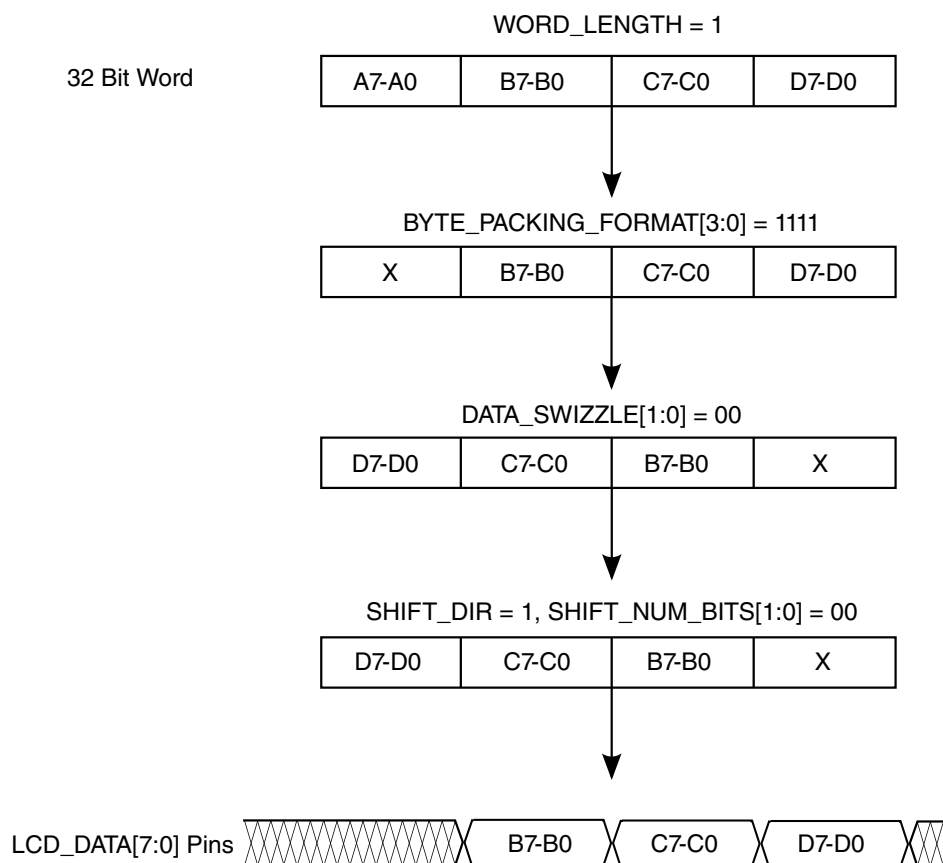 WORD_LENGTH = 1
32 Bit Word
A7-A0 B7-B0 C7-C0 D7-D0
BYTE_PACKING_FORMAT[3:0] = 1111
X B7-B0 C7-C0 D7-D0
DATA_SWIZZLE[1:0] = 00
D7-D0 C7-C0 B7-B0 X
SHIFT_DIR = 1, SHIFT_NUM_BITS[1:0] = 00
D7-D0 C7-C0 B7-B0 X
LCD_DATA[7:0] Pins B7-B0 C7-C0 D7-D0